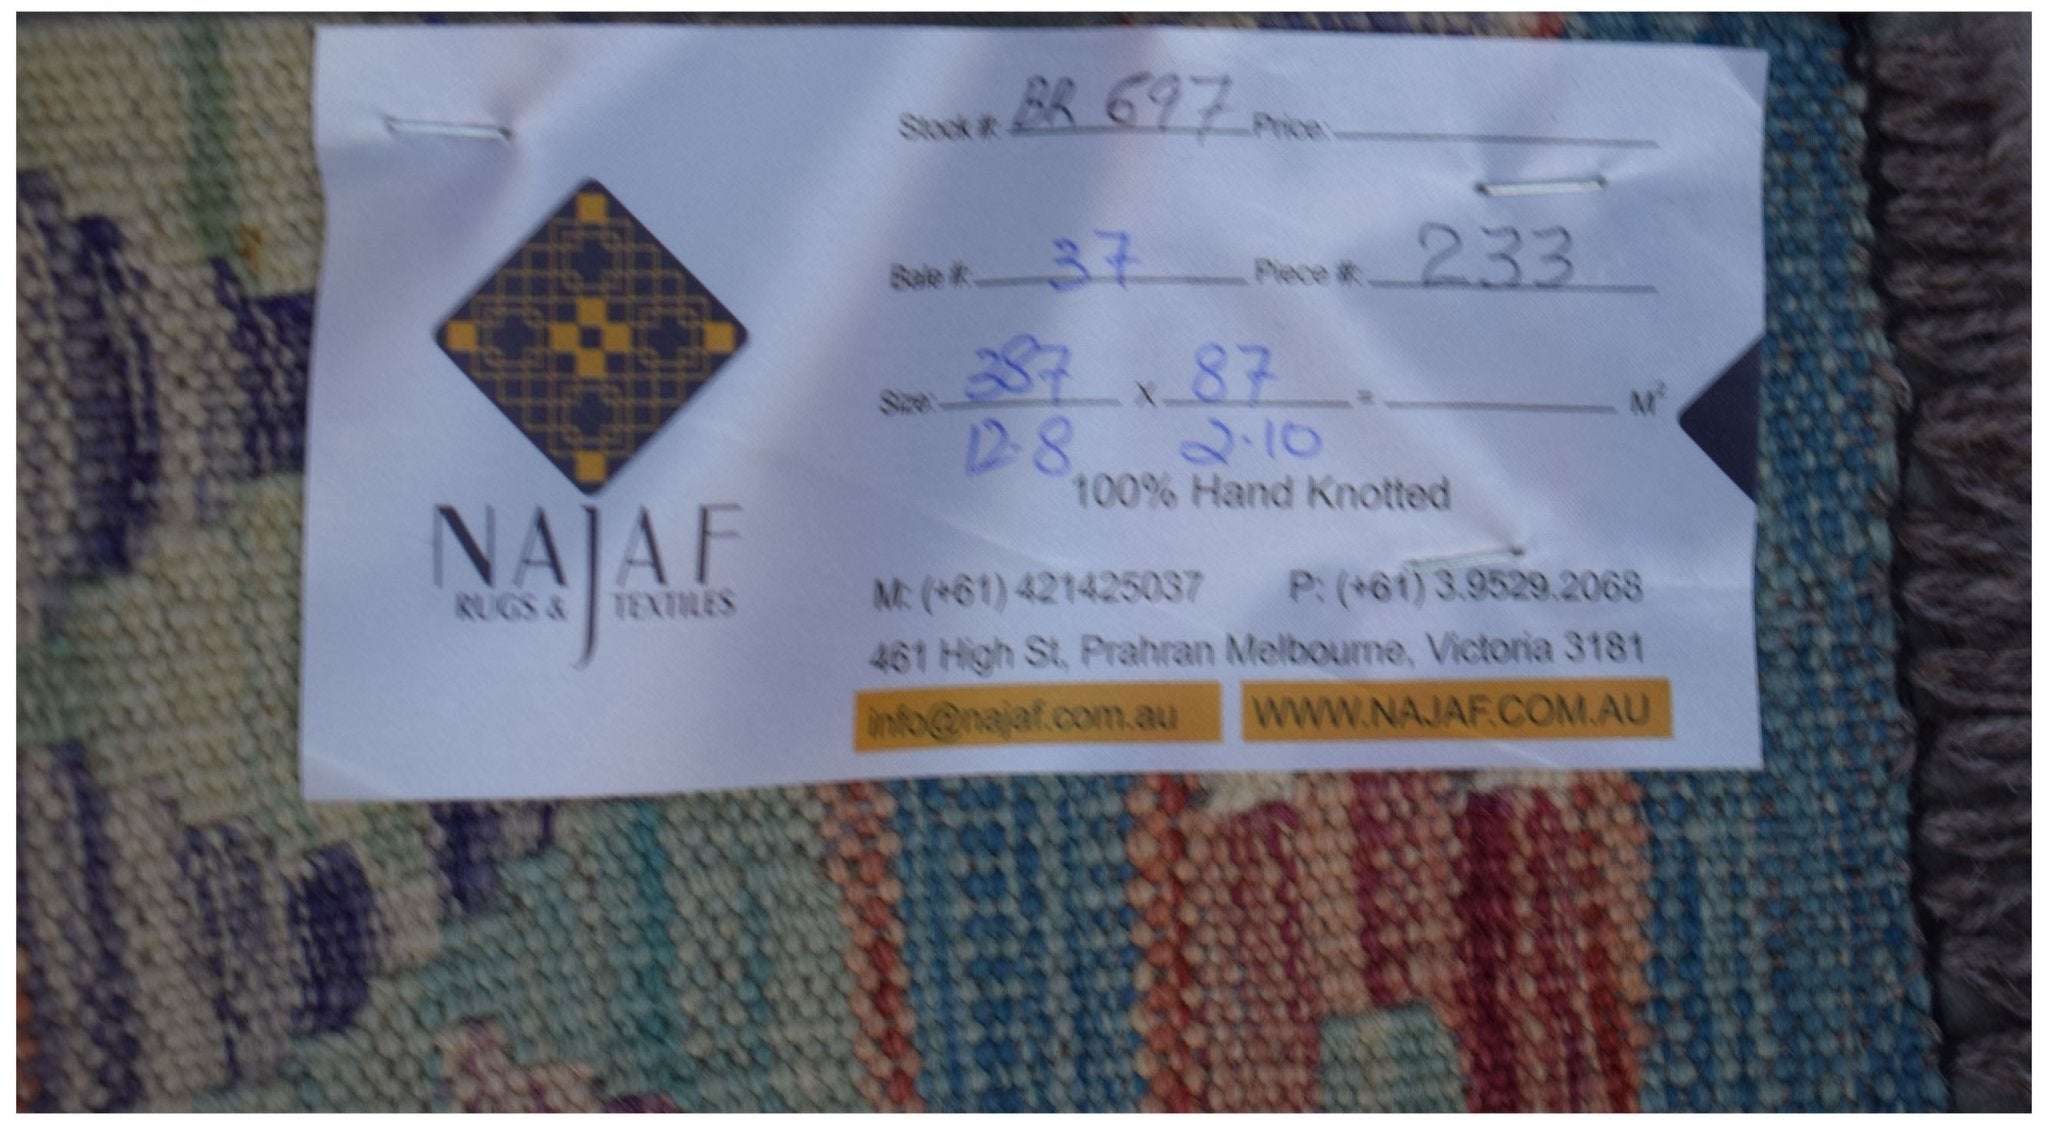 Stock #: BR 697 Price:
Bale #: 37 Piece #: 233
Size: 387 X 87 = M²
12.8 2.10
100% Hand Knotted
NAJAF
RUGS & TEXTILES
M: (+61) 421425037 P: (+61) 3.9529.2068
461 High St, Prahran Melbourne, Victoria 3181
info@najaf.com.au WWW.NAJAF.COM.AU